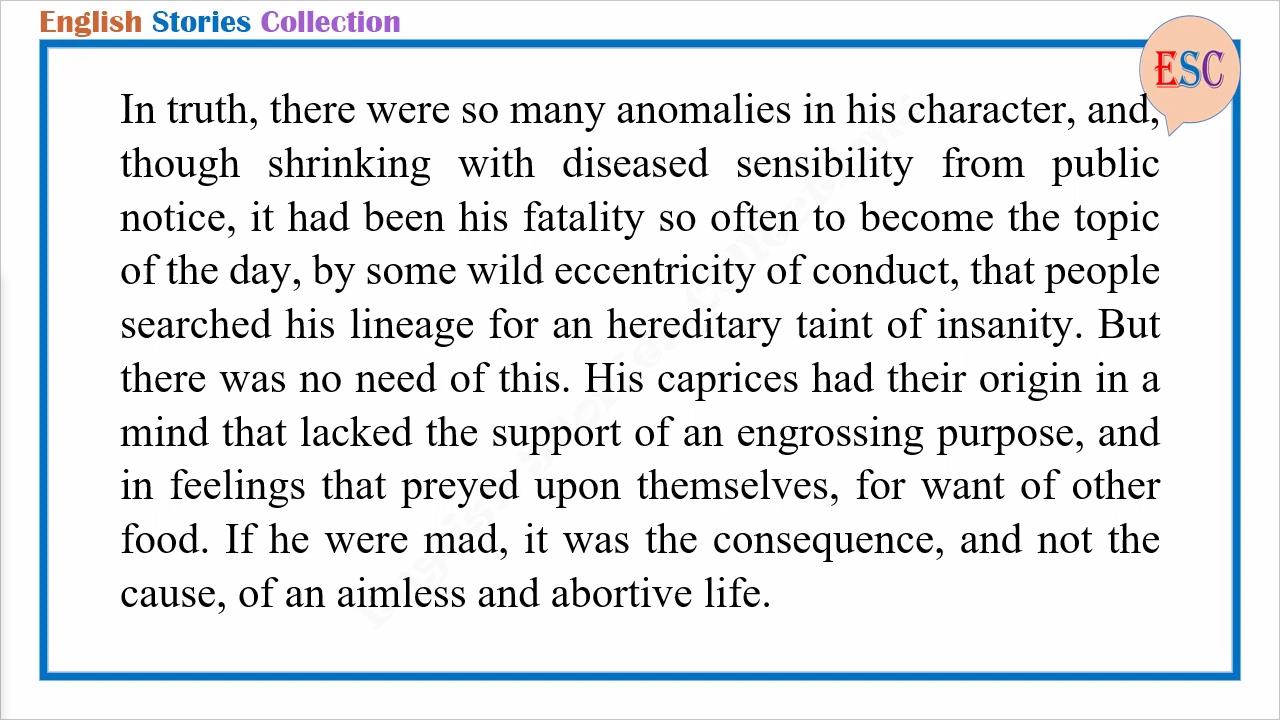 English Stories Collection
ESC
In truth, there were so many anomalies in his character, and,
though shrinking with diseased sensibility from public
notice, it had been his fatality so often to become the topic
of the day, by some wild eccentricity of conduct, that people
searched his lineage for an hereditary taint of insanity. But
there was no need of this. His caprices had their origin in a
mind that lacked the support of an engrossing purpose, and
in feelings that preyed upon themselves, for want of other
food. If he were mad, it was the consequence, and not the
cause, of an aimless and abortive life.